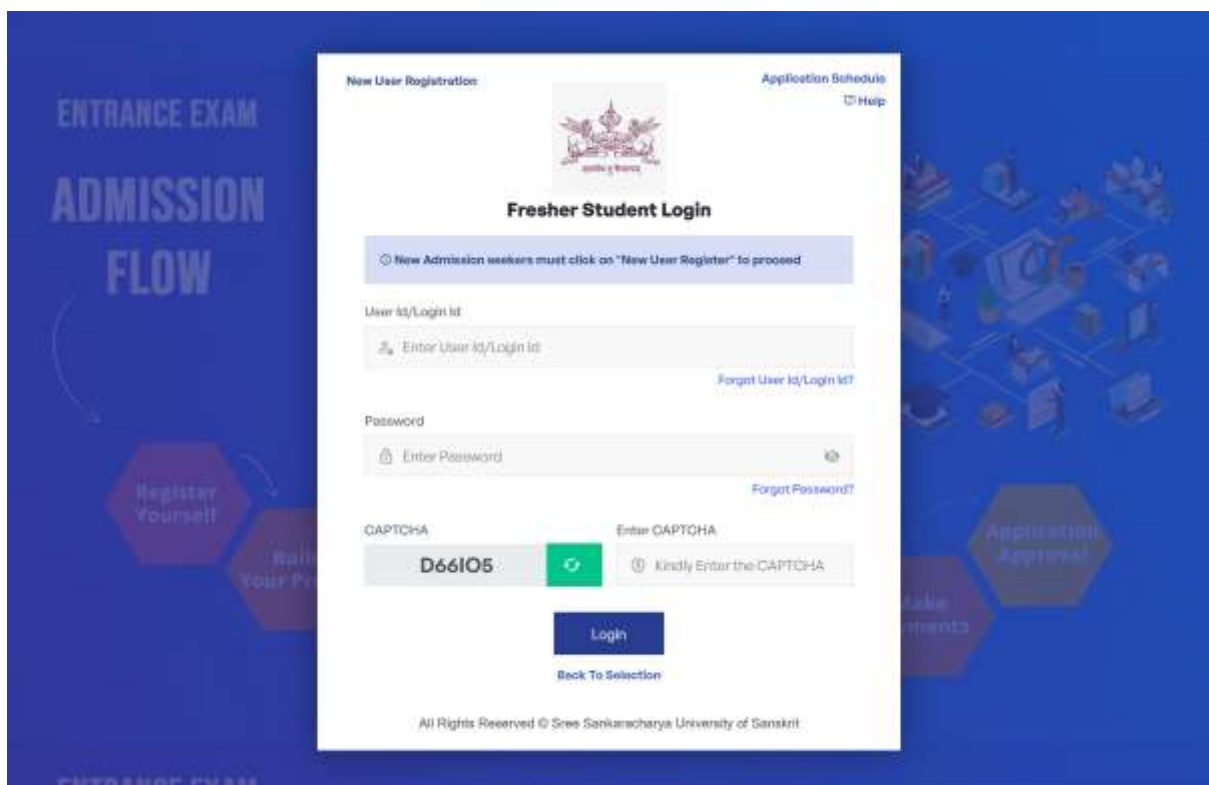 New User Registration
Application Schedule
Help
ENTRANCE EXAM
ADMISSION
FLOW
Fresher Student Login
New Admission seekers must click on "New User Register" to proceed
User Id/Login Id
Enter User Id/Login Id
Forgot User Id/Login Id?
Password
Enter Password
Forgot Password?
Register
Yourself
Your
Application
Approval
CAPTCHA
Enter CAPTCHA
D66IO5
Kindly Enter the CAPTCHA
Login
Back To Selection
All Rights Reserved © Sree Sankaracharya University of Sanskrit
ENTRANCE EXAM